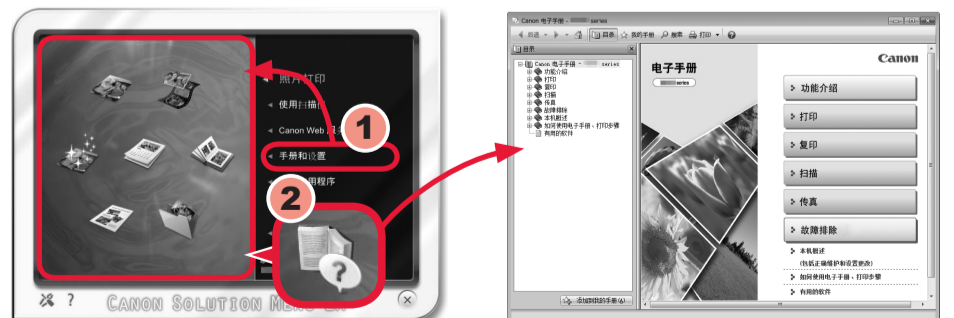 照片打印
使用扫描
Canon Web 服
手册和设置
用程序
1
2
?
? CANON SOLUTION MENU EX
Canon 电子手册 - series
后退 目录 我的手册 搜索 打印
目录
Canon 电子手册 - series
功能介绍
打印
复印
扫描
传真
故障排除
本机概述
如何使用电子手册、打印步骤
有用的软件
添加到我的手册(A)
电子手册
series
Canon
功能介绍
打印
复印
扫描
传真
故障排除
本机概述
(包括正确维护和设置更改)
如何使用电子手册、打印步骤
有用的软件